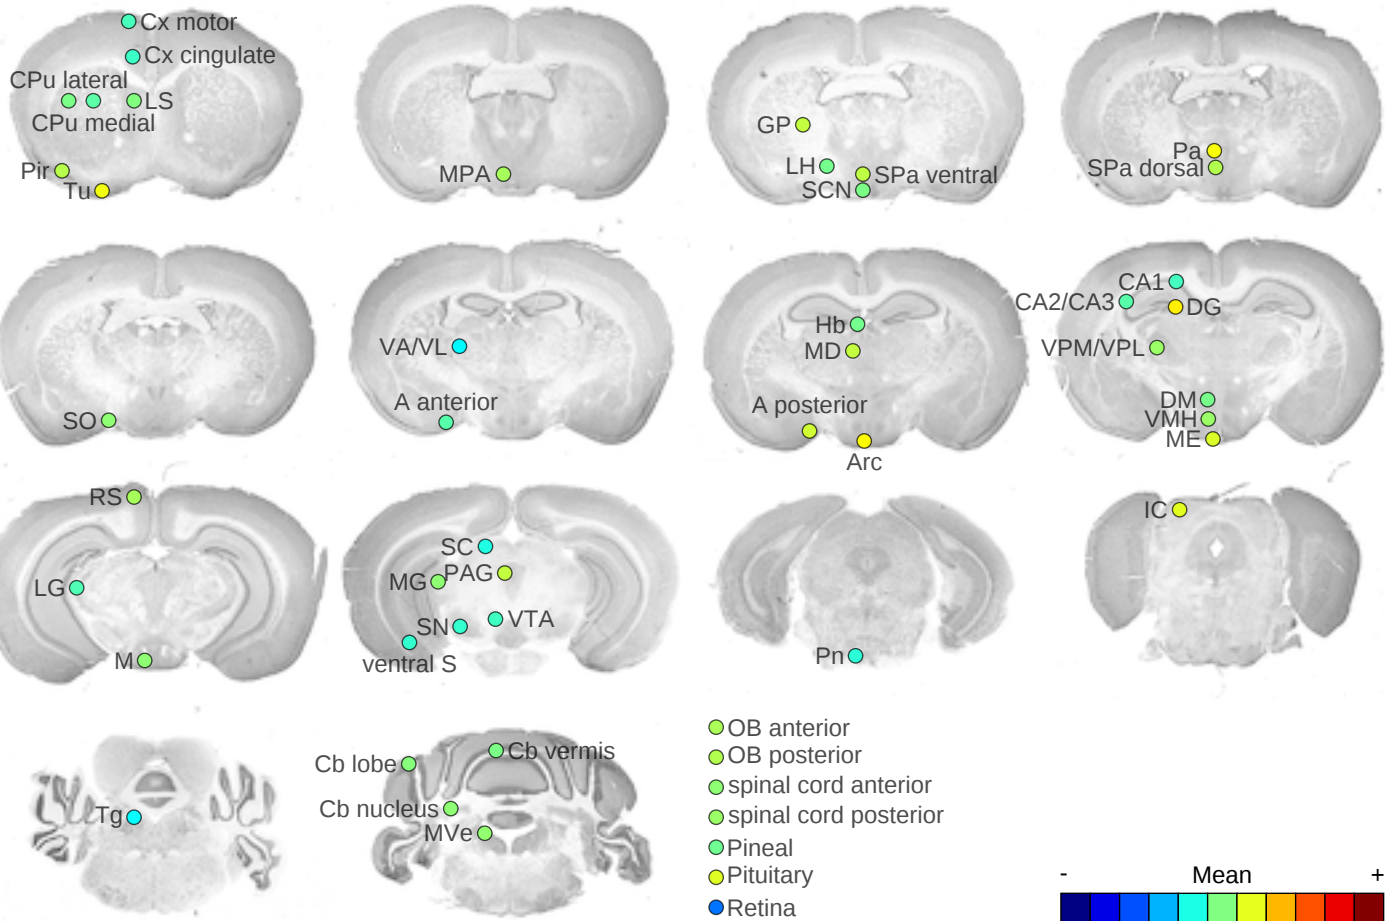 Cx motor
Cx cingulate
CPu lateral
LS
CPu medial
Pir
Tu
MPA
GP
LH
SPa ventral
SCN
Pa
SPa dorsal
SO
VA/VL
A anterior
Hb
MD
A posterior
Arc
CA1
CA2/CA3
DG
VPM/VPL
DM
VMH
ME
RS
LG
M
SC
MG
PAG
SN
VTA
ventral S
Pn
IC
Tg
Cb lobe
Cb vermis
Cb nucleus
MVe
OB anterior
OB posterior
spinal cord anterior
spinal cord posterior
Pineal
Pituitary
Retina
- Mean +